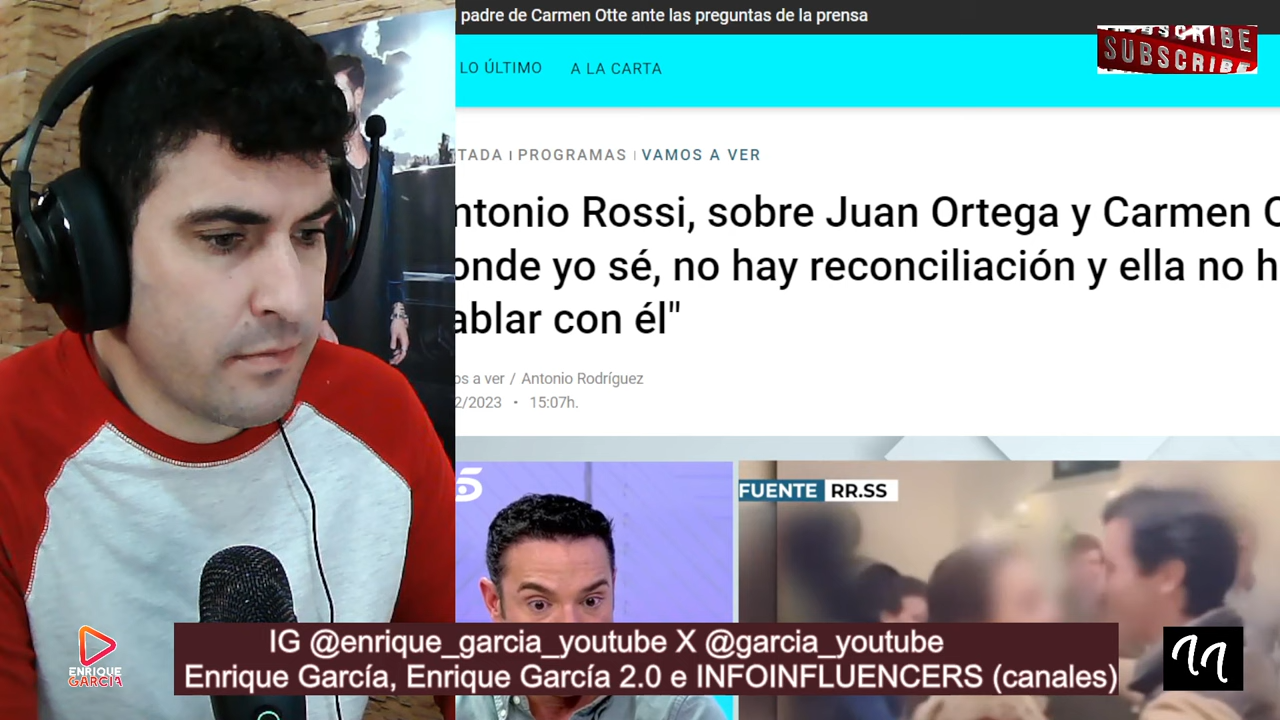 padre de Carmen Otte ante las preguntas de la prensa
SUBSCRIBE
SUBSCRIBE
LO ÚLTIMO A LA CARTA
TADA | PROGRAMAS | VAMOS A VER
ntonio Rossi, sobre Juan Ortega y Carmen O
onde yo sé, no hay reconciliación y ella no h
ablar con él"
os a ver / Antonio Rodríguez
2/2023 • 15:07h.
5
FUENTE RR.SS
IG @enrique_garcia_youtube X @garcia_youtube
Enrique García, Enrique García 2.0 e INFOINFLUENCERS (canales)
ENRIQUE
GARCÍA